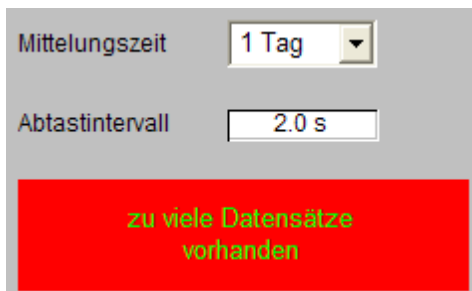 Mittelungszeit 1 Tag
Abtastintervall 2.0 s
zu viele Datensätze
vorhanden